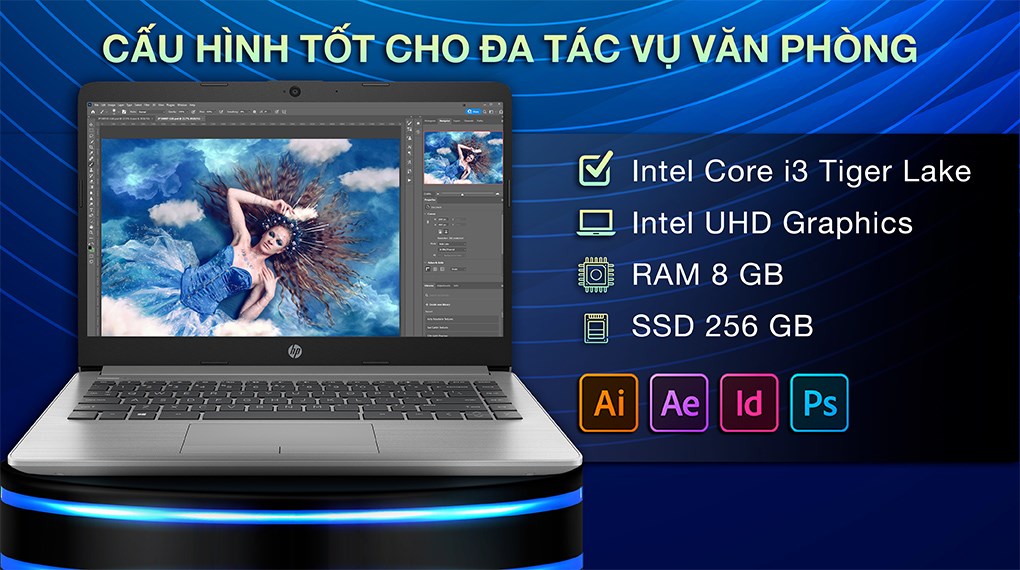 CẤU HÌNH TỐT CHO ĐA TÁC VỤ VĂN PHÒNG
Intel Core i3 Tiger Lake
Intel UHD Graphics
RAM 8 GB
SSD 256 GB
Ai Ae Id Ps
hp